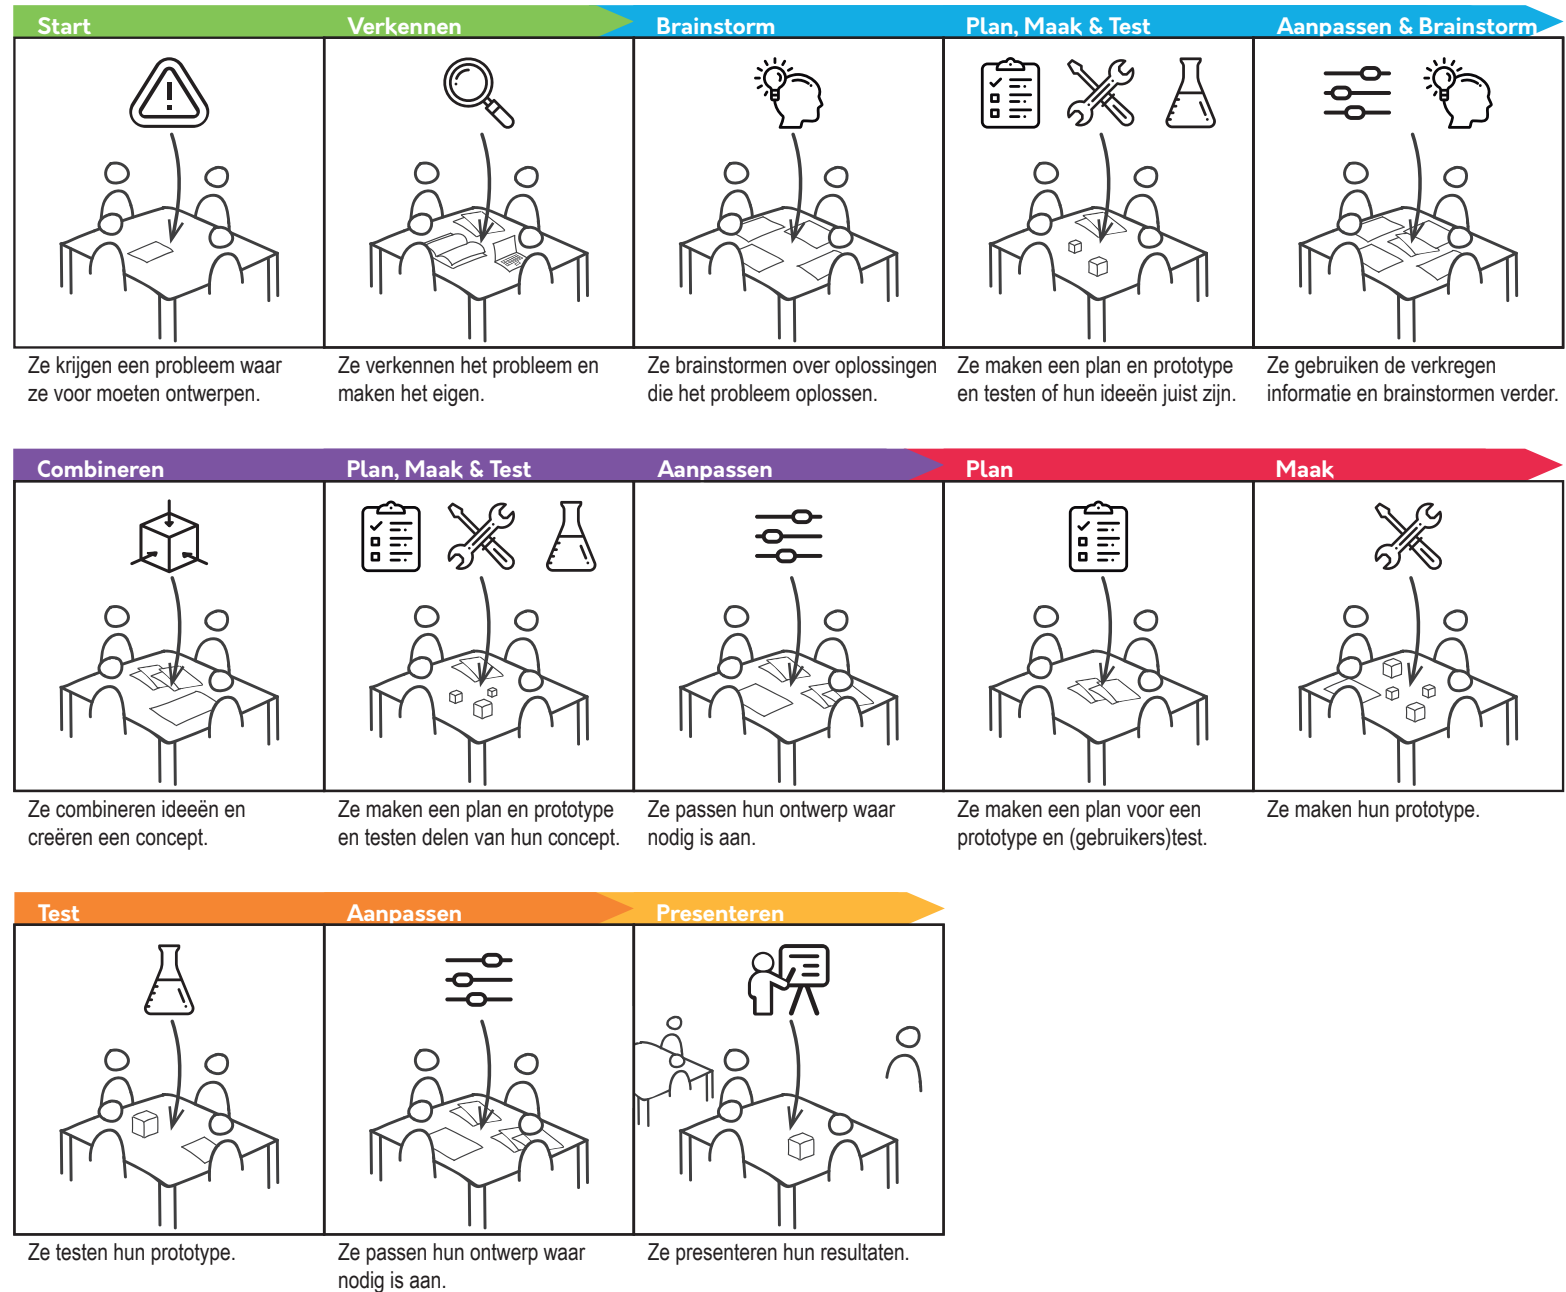 Start
Verkennen
Brainstorm
Plan, Maak & Test
Aanpassen & Brainstorm
Ze krijgen een probleem waar
ze voor moeten ontwerpen.
Ze verkennen het probleem en
maken het eigen.
Ze brainstormen over oplossingen
die het probleem oplossen.
Ze maken een plan en prototype
en testen of hun ideeën juist zijn.
Ze gebruiken de verkregen
informatie en brainstormen verder.
Combineren
Plan, Maak & Test
Aanpassen
Plan
Maak
Ze combineren ideeën en
creëren een concept.
Ze maken een plan en prototype
en testen delen van hun concept.
Ze passen hun ontwerp waar
nodig is aan.
Ze maken een plan voor een
prototype en (gebruikers)test.
Ze maken hun prototype.
Test
Aanpassen
Presenteren
Ze testen hun prototype.
Ze passen hun ontwerp waar
nodig is aan.
Ze presenteren hun resultaten.